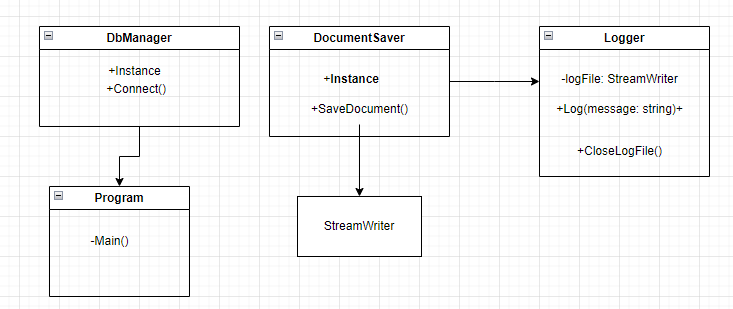 DbManager
+Instance
+Connect()
DocumentSaver
+Instance
+SaveDocument()
Logger
-logFile: StreamWriter
+Log(message: string)+
+CloseLogFile()
Program
-Main()
StreamWriter